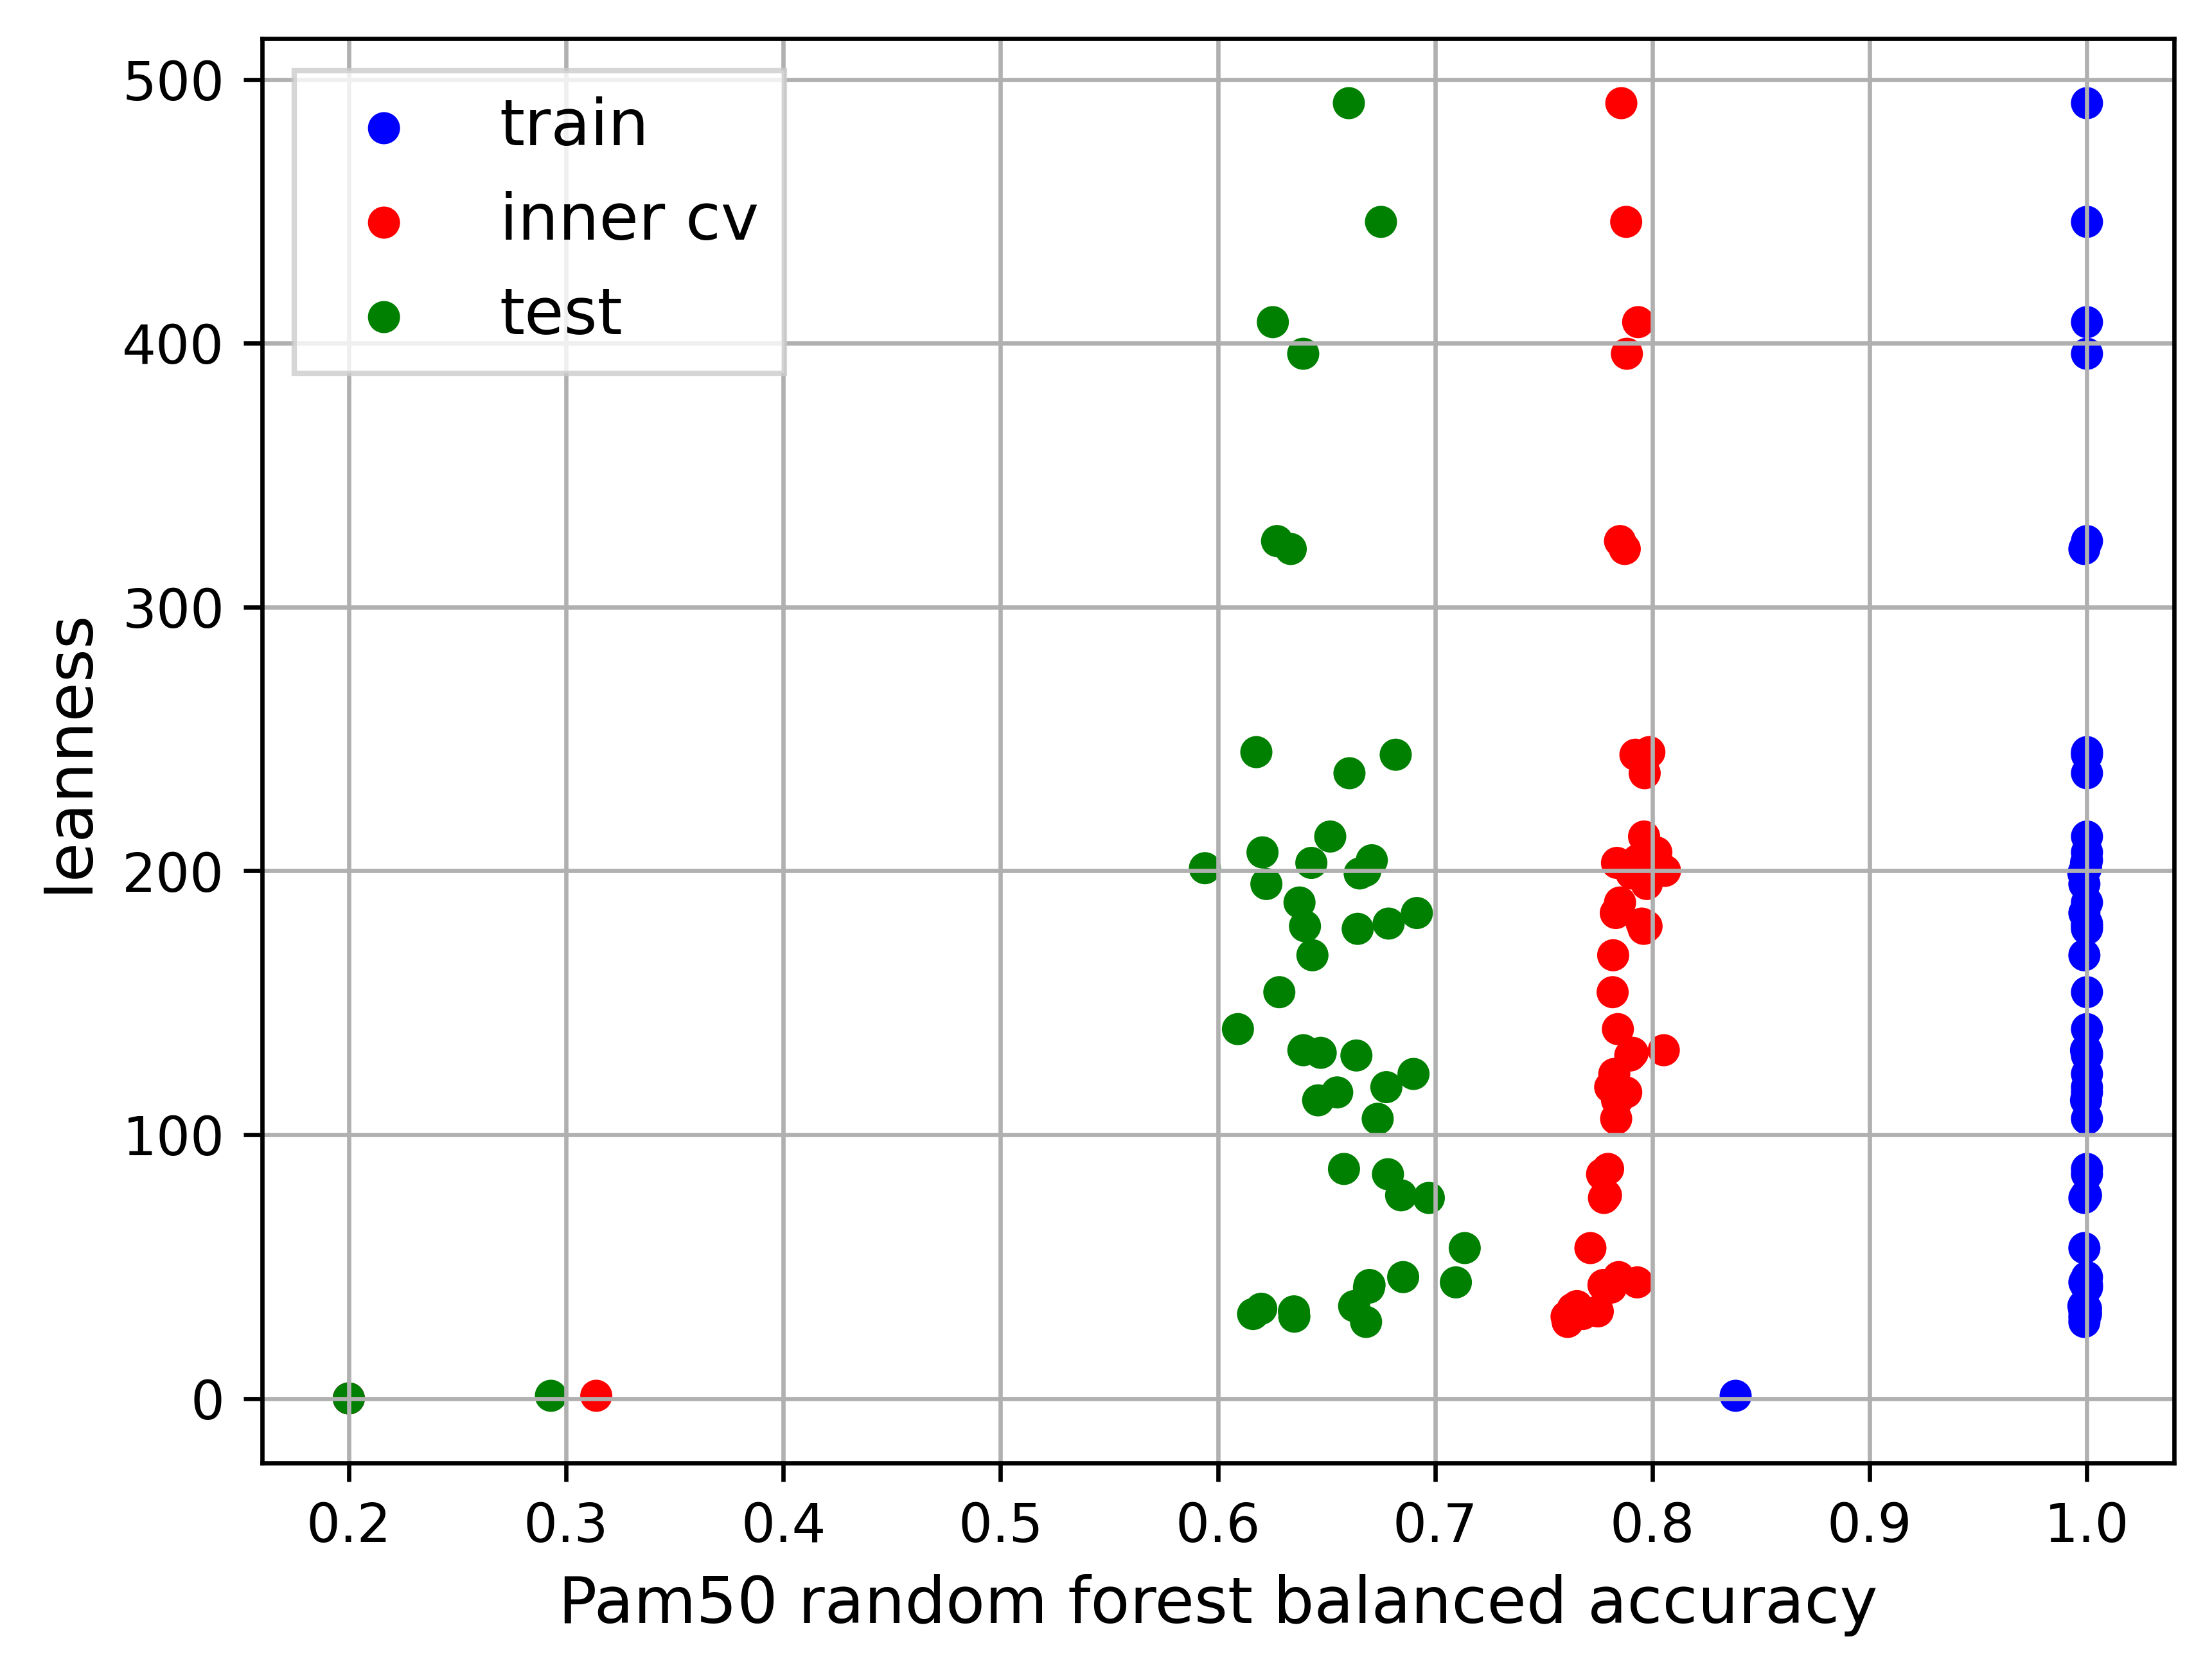 500
400
300
200
100
0
leanness
train
inner cv
test
0.2 0.3 0.4 0.5 0.6 0.7 0.8 0.9 1.0
Pam50 random forest balanced accuracy